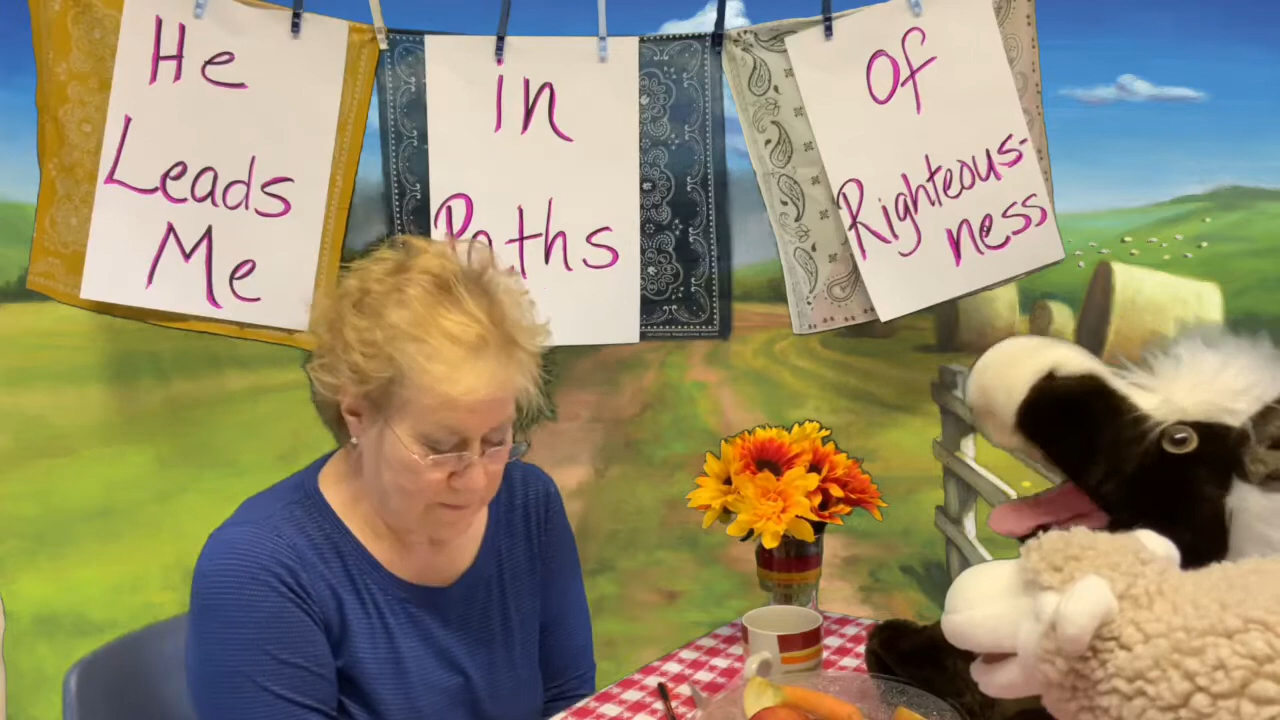 He
Leads
Me
in
Paths
Of
Righteous-
ness